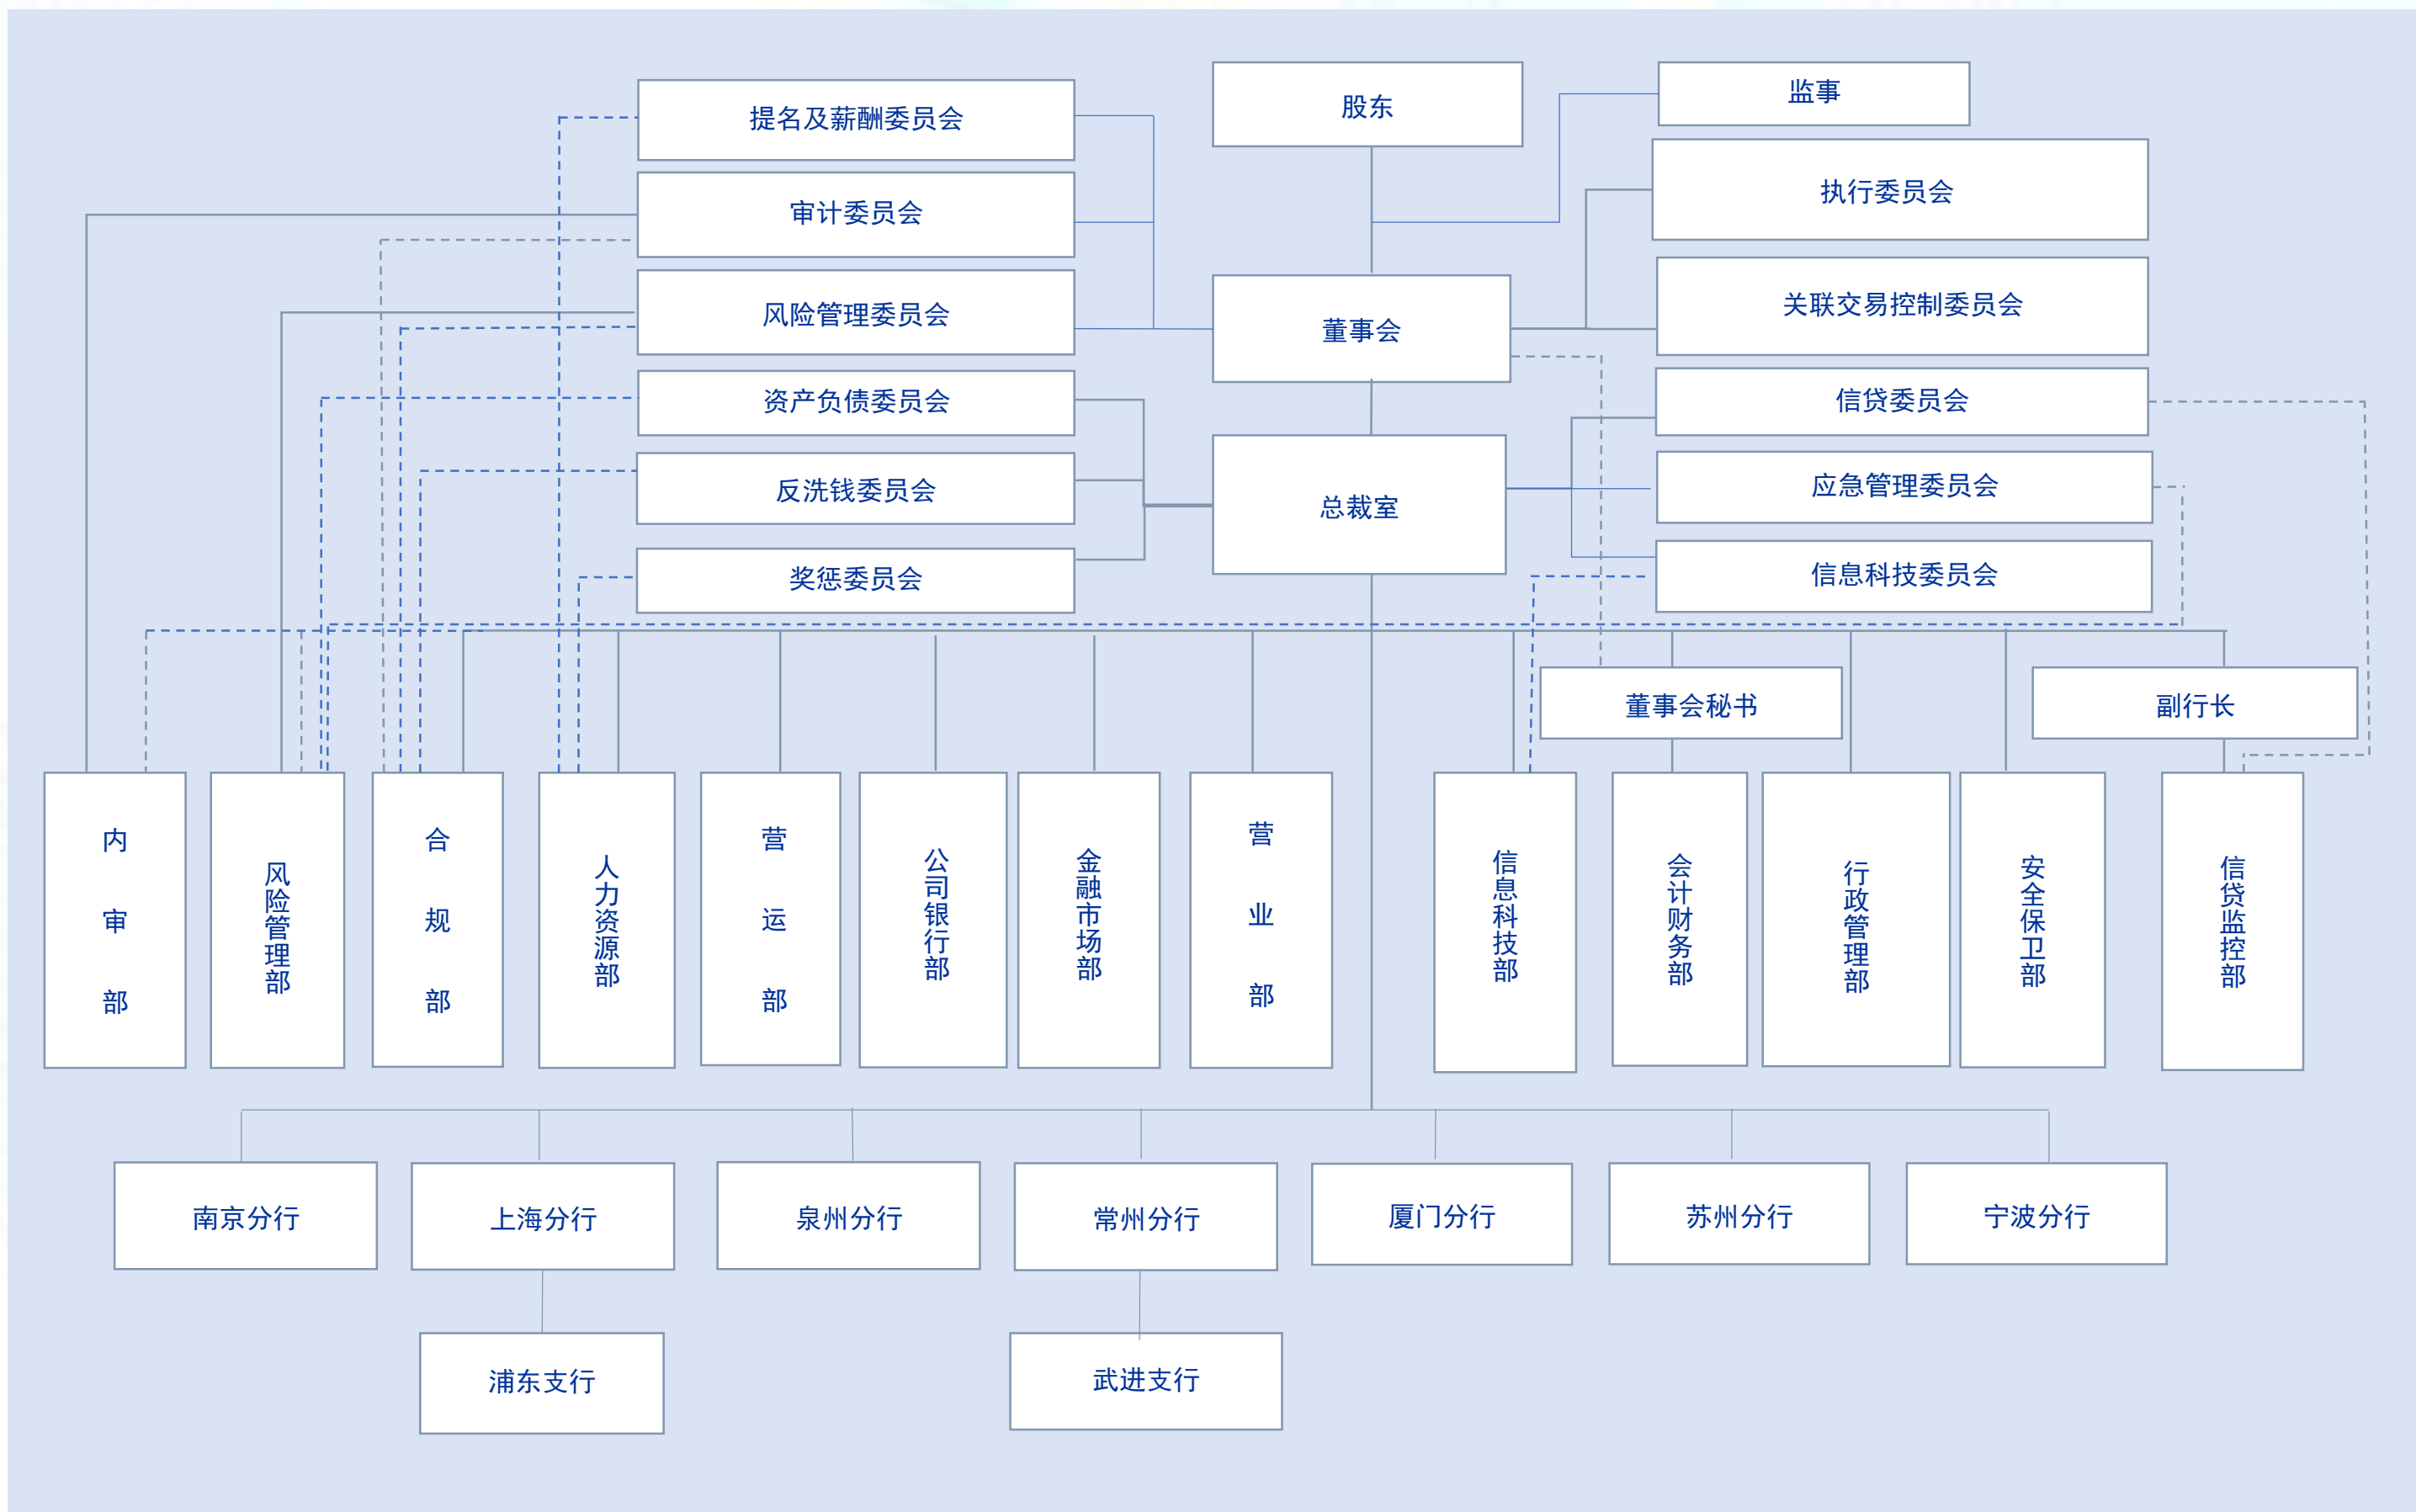 股东
监事
提名及薪酬委员会
审计委员会
风险管理委员会
资产负债委员会
反洗钱委员会
奖惩委员会
董事会
总裁室
执行委员会
关联交易控制委员会
信贷委员会
应急管理委员会
信息科技委员会
董事会秘书
副行长
内审部
风险管理部
合规部
人力资源部
营运部
公司银行部
金融市场部
营业部
信息科技部
会计财务部
行政管理部
安全保卫部
信贷监控部
南京分行
上海分行
泉州分行
常州分行
厦门分行
苏州分行
宁波分行
浦东支行
武进支行